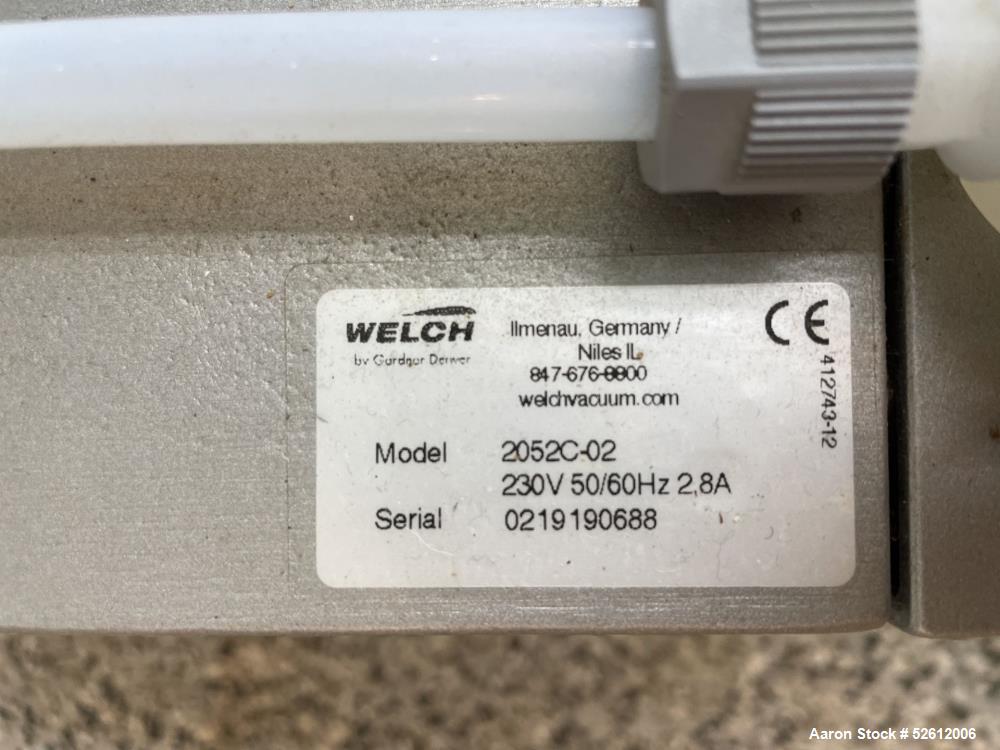 WELCH
by Gardner Denver
Ilmenau, Germany /
Niles IL
847-676-8800
welchvacuum.com
CE
412743-12
Model 2052C-02
230V 50/60Hz 2,8A
Serial 0219190688
Aaron Stock # 52612006